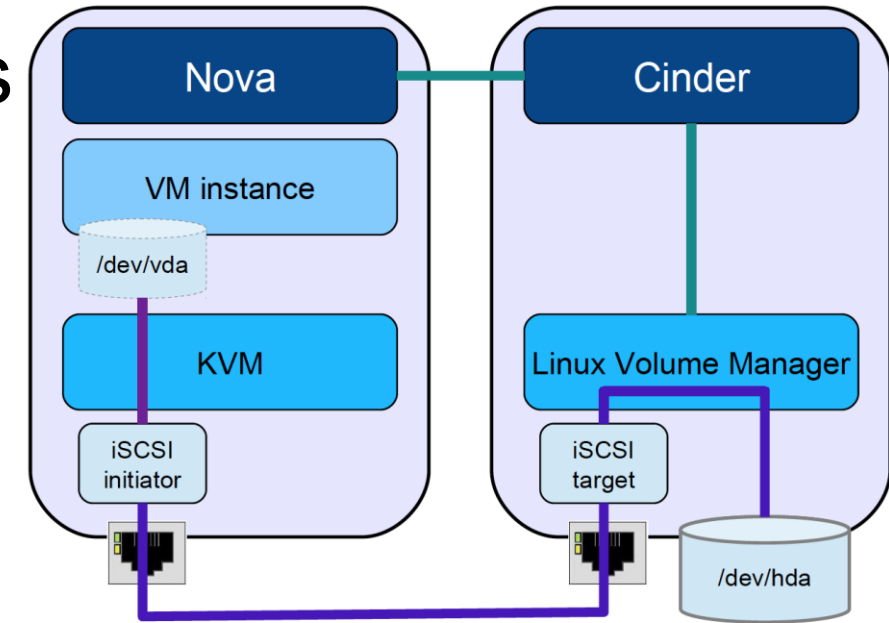 s
Nova
Cinder
VM instance
/dev/vda
KVM
Linux Volume Manager
iSCSI
initiator
iSCSI
target
/dev/hda